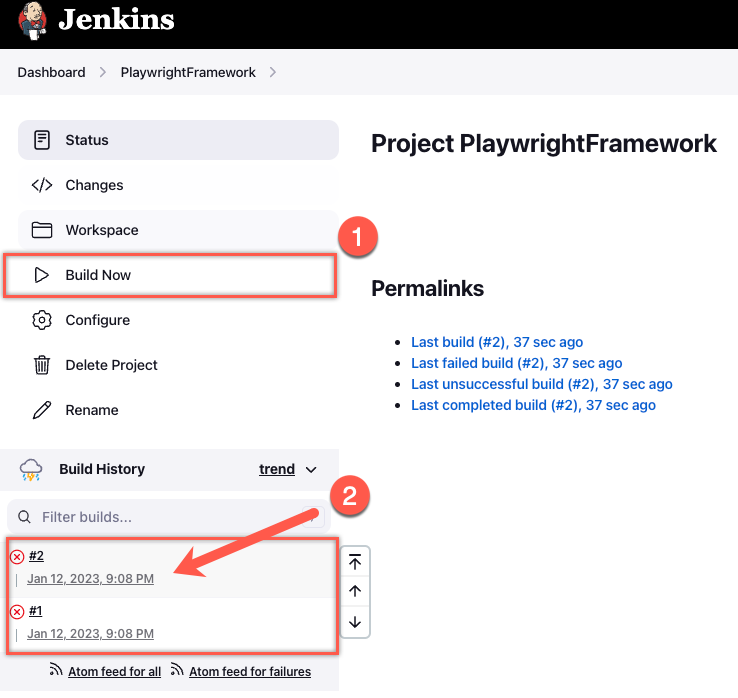 Jenkins
Dashboard
PlaywrightFramework
Status
Changes
Workspace
1
Build Now
Configure
Delete Project
Rename
Project PlaywrightFramework
Permalinks
Last build (#2), 37 sec ago
Last failed build (#2), 37 sec ago
Last unsuccessful build (#2), 37 sec ago
Last completed build (#2), 37 sec ago
Build History trend
2
Filter builds...
#2
Jan 12, 2023, 9:08 PM
#1
Jan 12, 2023, 9:08 PM
Atom feed for all Atom feed for failures